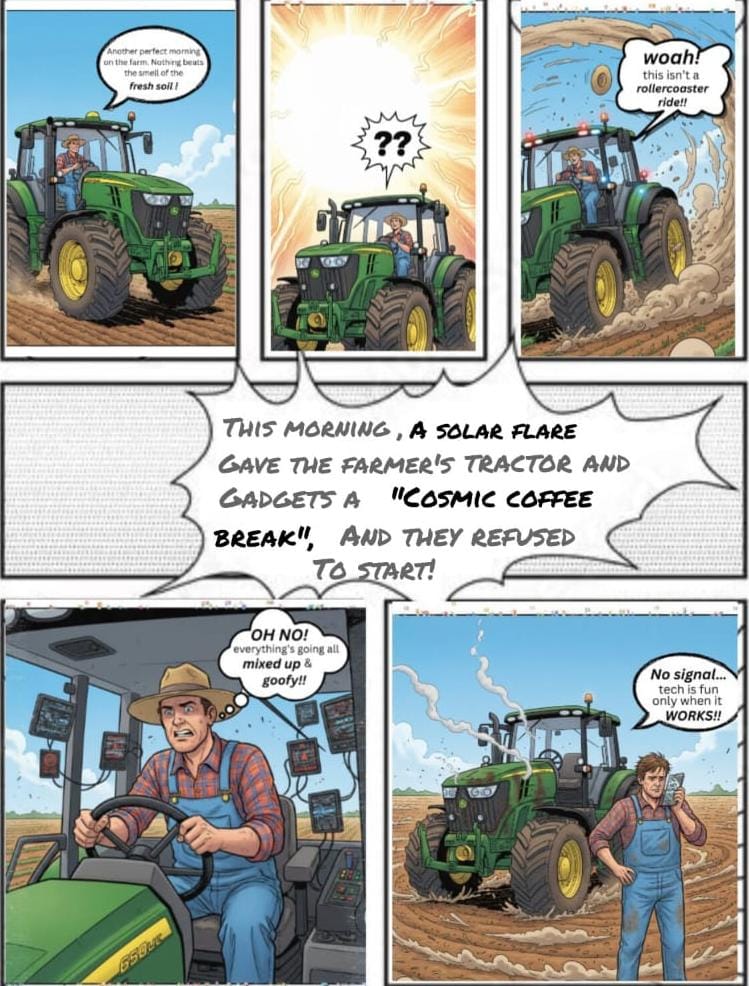 Another perfect morning
on the farm. Nothing beats
the smell of the
fresh soil !
??
woah!
this isn't a
rollercoaster
ride!!
THIS MORNING, A SOLAR FLARE
GAVE THE FARMER'S TRACTOR AND
GADGETS A "COSMIC COFFEE
BREAK", AND THEY REFUSED
TO START!
OH NO!
everything's going all
mixed up &
goofy!!
No signal...
tech is fun
only when it
WORKS!!